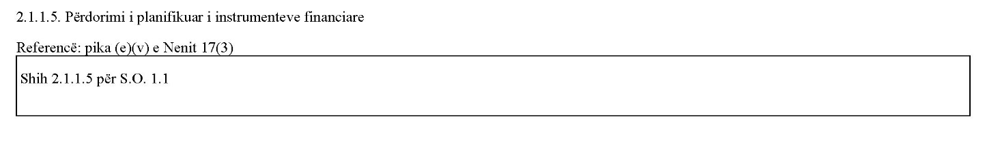 2.1.1.5. Përdorimi i planifikuar i instrumenteve financiare
Referencë: pika (e)(v) e Nenit 17(3)
Shih 2.1.1.5 për S.O. 1.1